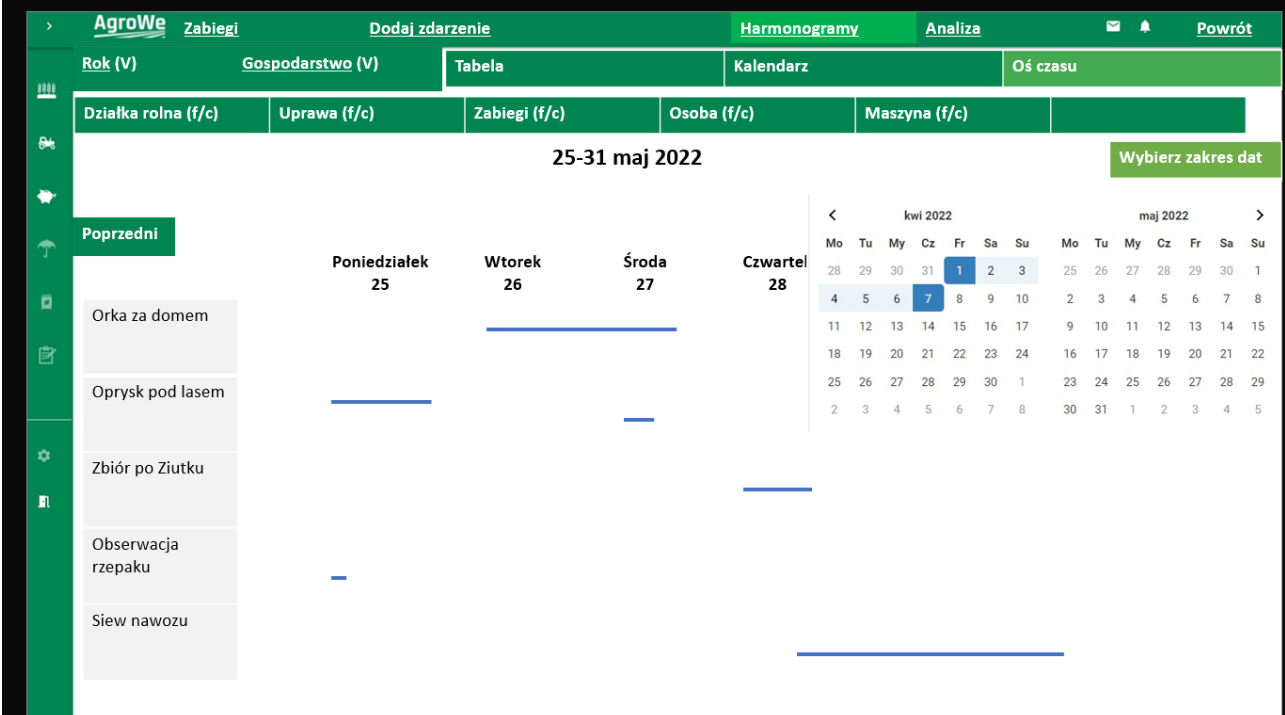 AgroWe Zabiegi Dodaj zdarzenie Harmonogramy Analiza Powrót
Rok (V) Gospodarstwo (V) Tabela Kalendarz Oś czasu
Działka rolna (f/c) Uprawa (f/c) Zabiegi (f/c) Osoba (f/c) Maszyna (f/c)
25-31 maj 2022 Wybierz zakres dat
Poprzedni
kwi 2022 maj 2022
Mo Tu My Cz Fr Sa Su Mo Tu My Cz Fr Sa Su
28 29 30 31 1 2 3 25 26 27 28 29 30 1
4 5 6 7 8 9 10 2 3 4 5 6 7 8
11 12 13 14 15 16 17 9 10 11 12 13 14 15
18 19 20 21 22 23 24 16 17 18 19 20 21 22
25 26 27 28 29 30 1 23 24 25 26 27 28 29
2 3 4 5 6 7 8 30 31 1 2 3 4 5
Poniedziałek Wtorek Środa Czwartel
25 26 27 28
Orka za domem
Oprysk pod lasem
Zbiór po Ziutku
Obserwacja
rzepaku
Siew nawozu